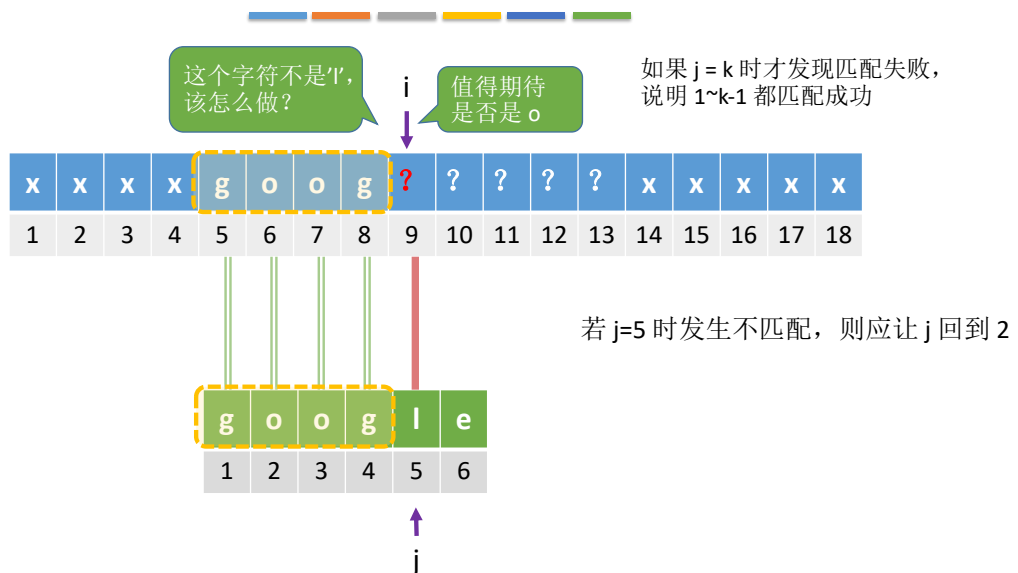 这个字符不是'l'，
该怎么做？
i
值得期待
是否是 o
如果 j = k 时才发现匹配失败，
说明 1~k-1 都匹配成功
x x x x g o o g ? ? ? ? ? x x x x x
1 2 3 4 5 6 7 8 9 10 11 12 13 14 15 16 17 18
若 j=5 时发生不匹配，则应让 j 回到 2
g o o g l e
1 2 3 4 5 6
j